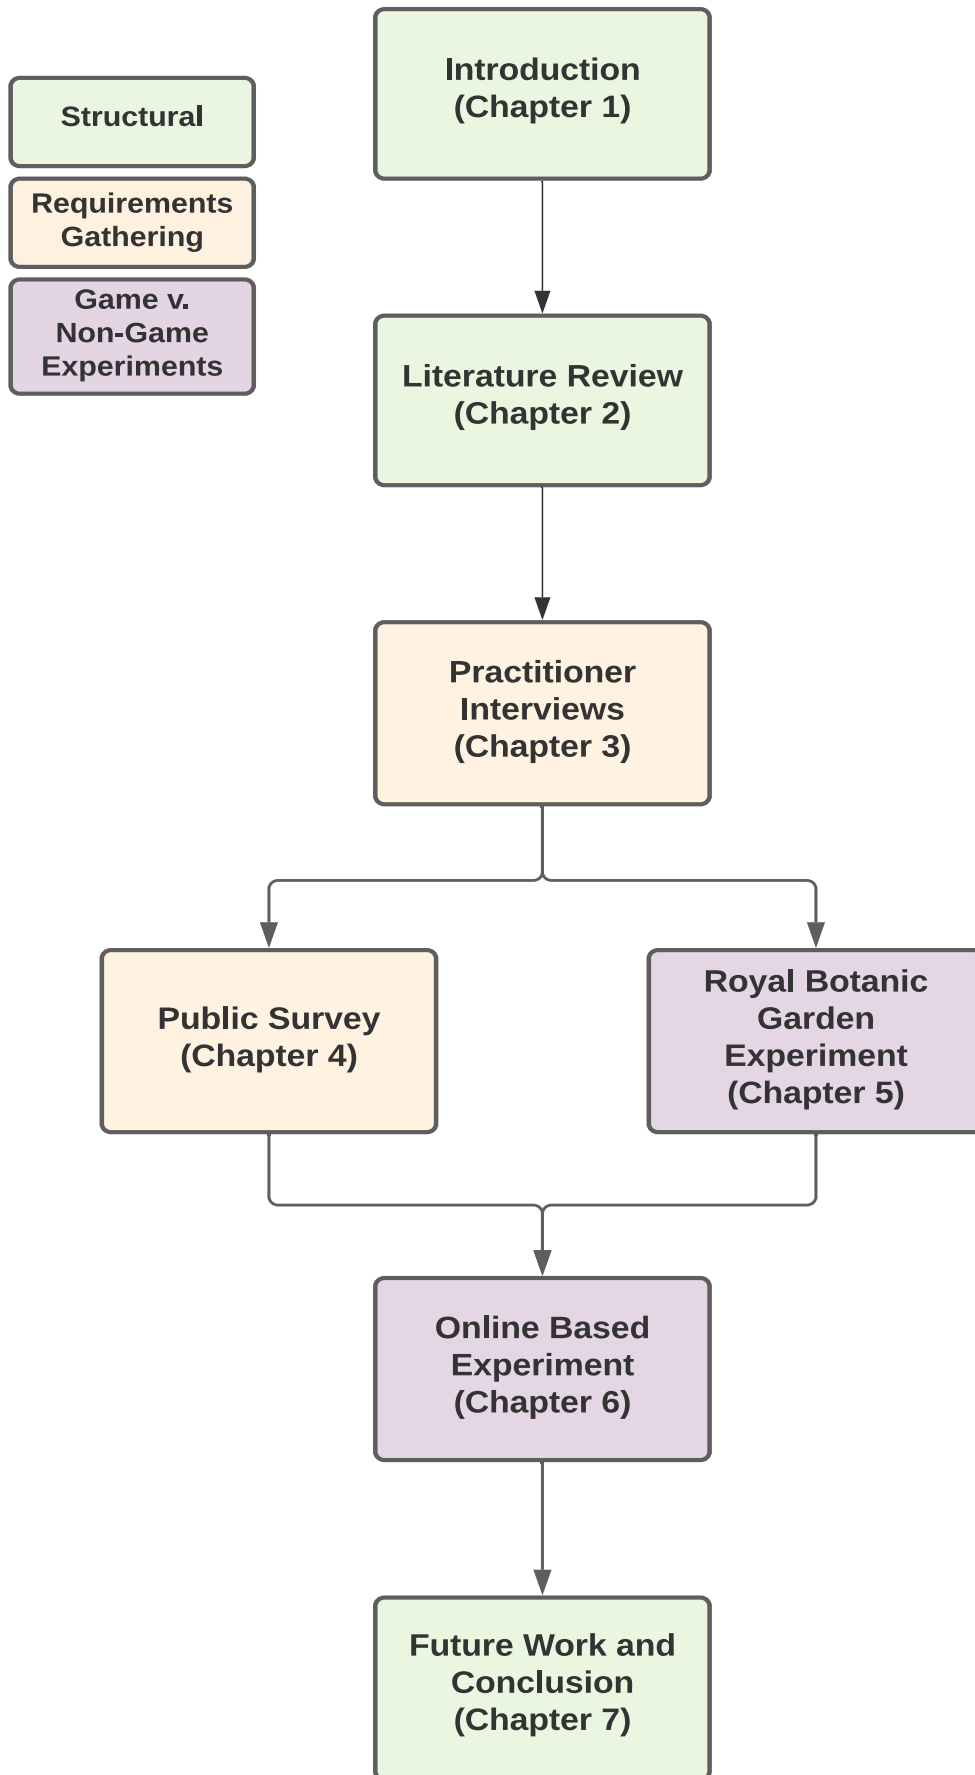 Introduction
(Chapter 1)
Structural
Requirements
Gathering
Game v.
Non-Game
Experiments
Literature Review
(Chapter 2)
Practitioner
Interviews
(Chapter 3)
Public Survey
(Chapter 4)
Royal Botanic
Garden
Experiment
(Chapter 5)
Online Based
Experiment
(Chapter 6)
Future Work and
Conclusion
(Chapter 7)